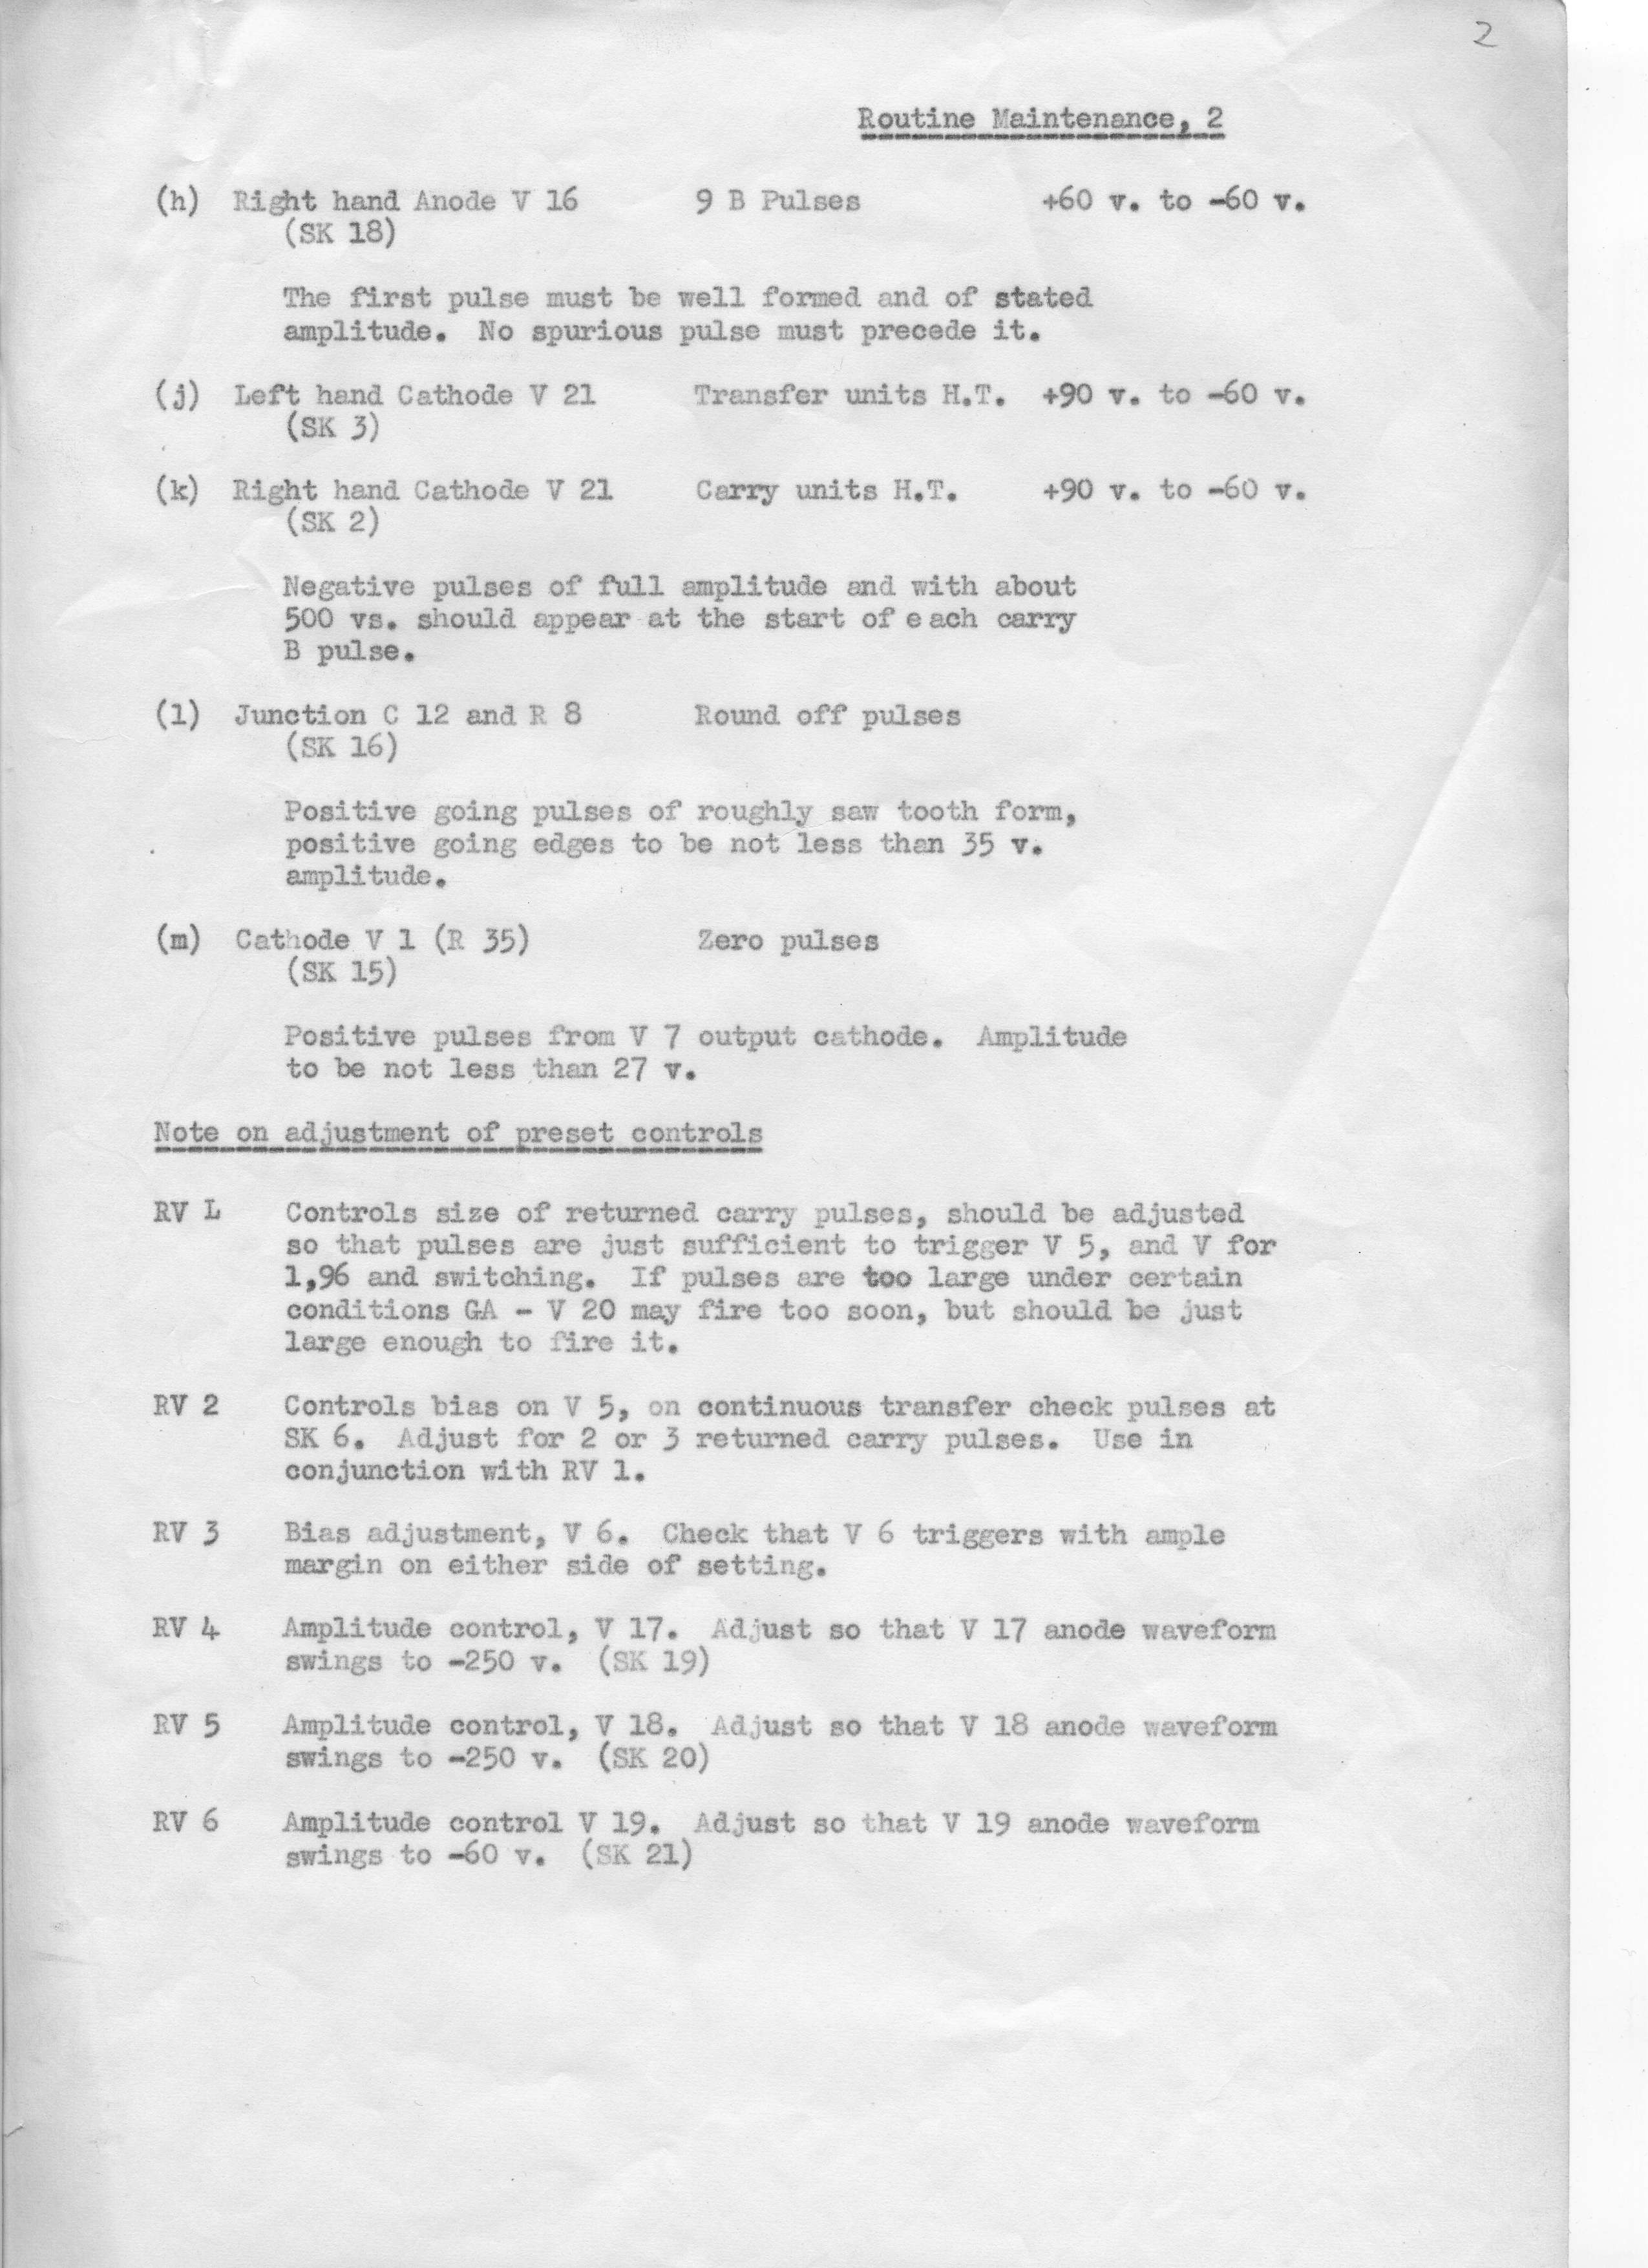 2
Routine Maintenance, 2
(h) Right hand Anode V 16 9 B Pulses +60 v. to -60 v.
(SK 18)
The first pulse must be well formed and of stated
amplitude. No spurious pulse must precede it.
(j) Left hand Cathode V 21 Transfer units H.T. +90 v. to -60 v.
(SK 3)
(k) Right hand Cathode V 21 Carry units H.T. +90 v. to -60 v.
(SK 2)
Negative pulses of full amplitude and with about
500 vs. should appear at the start of each carry
B pulse.
(l) Junction C 12 and R 8 Round off pulses
(SK 16)
Positive going pulses of roughly saw tooth form,
positive going edges to be not less than 35 v.
amplitude.
(m) Cathode V 1 (R 35) Zero pulses
(SK 15)
Positive pulses from V 7 output cathode. Amplitude
to be not less than 27 v.
Note on adjustment of preset controls
RV L Controls size of returned carry pulses, should be adjusted
so that pulses are just sufficient to trigger V 5, and V for
1,96 and switching. If pulses are too large under certain
conditions GA - V 20 may fire too soon, but should be just
large enough to fire it.
RV 2 Controls bias on V 5, on continuous transfer check pulses at
SK 6. Adjust for 2 or 3 returned carry pulses. Use in
conjunction with RV 1.
RV 3 Bias adjustment, V 6. Check that V 6 triggers with ample
margin on either side of setting.
RV 4 Amplitude control, V 17. Adjust so that V 17 anode waveform
swings to -250 v. (SK 19)
RV 5 Amplitude control, V 18. Adjust so that V 18 anode waveform
swings to -250 v. (SK 20)
RV 6 Amplitude control V 19. Adjust so that V 19 anode waveform
swings to -60 v. (SK 21)